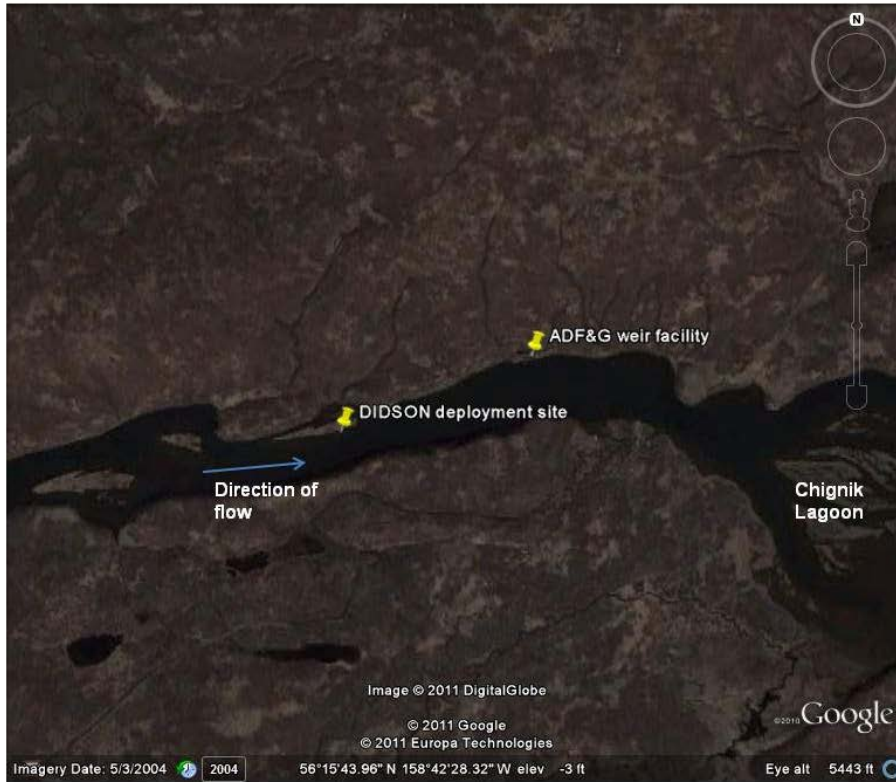 N
ADF&G weir facility
DIDSON deployment site
Direction of
flow
Chignik
Lagoon
Image © 2011 DigitalGlobe
© 2011 Google
© 2011 Europa Technologies
©2010 Google
Imagery Date: 5/3/2004 2004 56°15'43.96" N 158°42'28.32" W elev -3 ft Eye alt 5443 ft